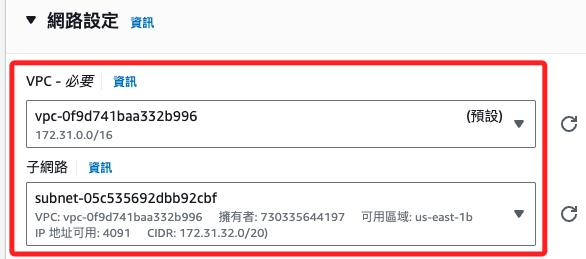 網路設定 資訊
VPC - 必要 資訊
vpc-0f9d741baa332b996 (預設)
172.31.0.0/16
子網路 資訊
subnet-05c535692dbb92cbf
VPC: vpc-0f9d741baa332b996 擁有者: 730335644197 可用區域: us-east-1b
IP 地址可用: 4091 CIDR: 172.31.32.0/20)